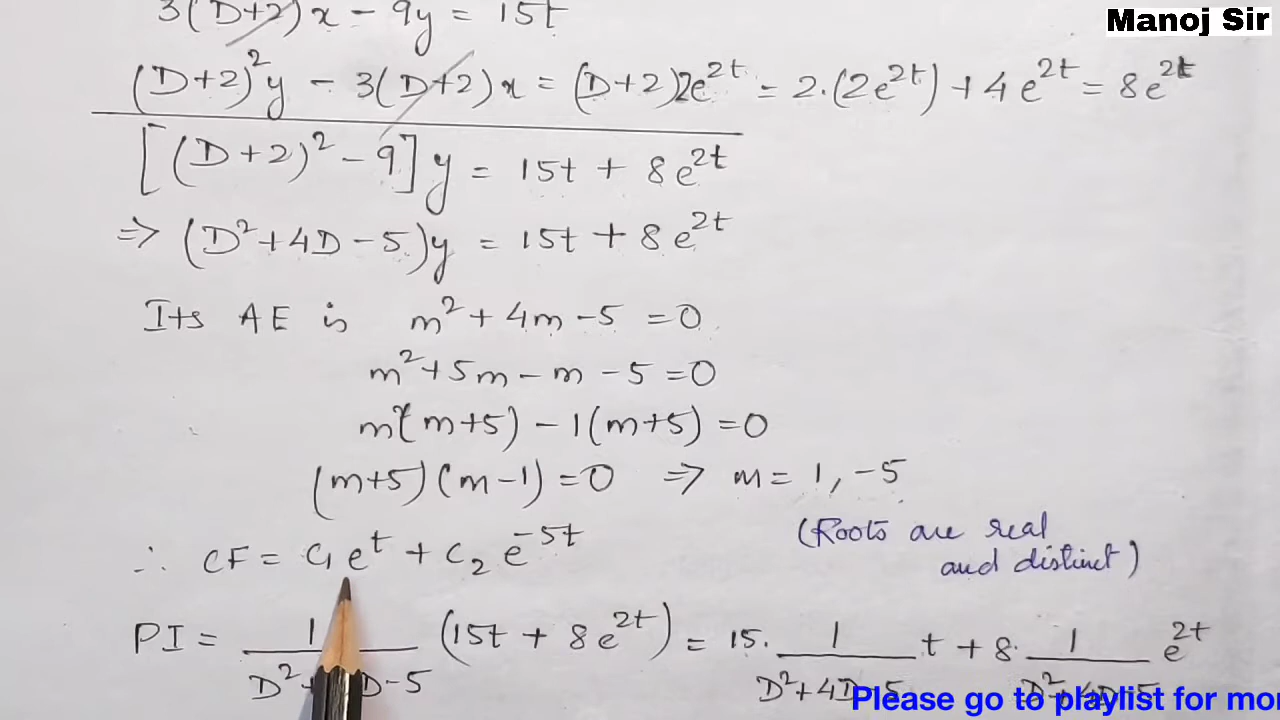 Manoj Sir
3(D+2)x - 9y = 15t
(D+2)²y - 3(D+2)x = (D+2)2e^{2t} = 2.(2e^{2t}) + 4e^{2t} = 8e^{2t}
[(D+2)² - 9]y = 15t + 8e^{2t}
⇒ (D²+4D-5)y = 15t + 8e^{2t}
Its AE is m² + 4m - 5 = 0
m² + 5m - m - 5 = 0
m(m+5) - 1(m+5) = 0
(m+5)(m-1) = 0 ⇒ m = 1, -5
(Roots are real
and distinct)
∴ CF = C₁e^t + C₂e^{-5t}
PI = 1/(D²+ D-5) (15t + 8e^{2t}) = 15. 1/(D²+4D-5) t + 8. 1/(D²+4D-5) e^{2t}
Please go to playlist for mo